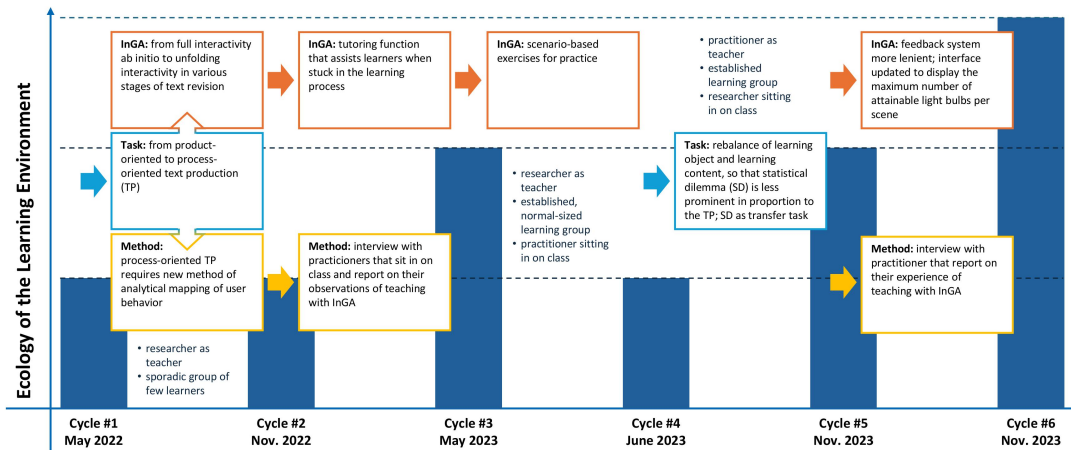 Ecology of the Learning Environment
InGA: from full interactivity
ab initio to unfolding
interactivity in various
stages of text revision
InGA: tutoring function
that assists learners when
stuck in the learning
process
InGA: scenario-based
exercises for practice
• practitioner as
teacher
• established
learning group
• researcher sitting
in on class
InGA: feedback system
more lenient; interface
updated to display the
maximum number of
attainable light bulbs per
scene
Task: from product-
oriented to process-
oriented text production
(TP)
• researcher as
teacher
• established,
normal-sized
learning group
• practitioner sitting
in on class
Task: rebalance of learning
object and learning
content, so that statistical
dilemma (SD) is less
prominent in proportion to
the TP; SD as transfer task
Method:
process-oriented TP
requires new method of
analytical mapping of user
behavior
Method: interview with
practicioners that sit in on
class and report on their
observations of teaching
with InGA
Method: interview with
practitioner that report on
their experience of
teaching with InGA
• researcher as
teacher
• sporadic group of
few learners
Cycle #1
May 2022
Cycle #2
Nov. 2022
Cycle #3
May 2023
Cycle #4
June 2023
Cycle #5
Nov. 2023
Cycle #6
Nov. 2023